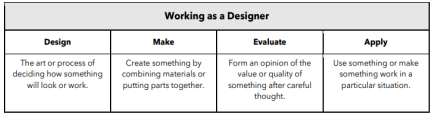 Working as a Designer
Design
Make
Evaluate
Apply
The art or process of
deciding how something
will look or work.
Create something by
combining materials or
putting parts together.
Form an opinion of the
value or quality of
something after careful
thought.
Use something or make
something work in a
particular situation.